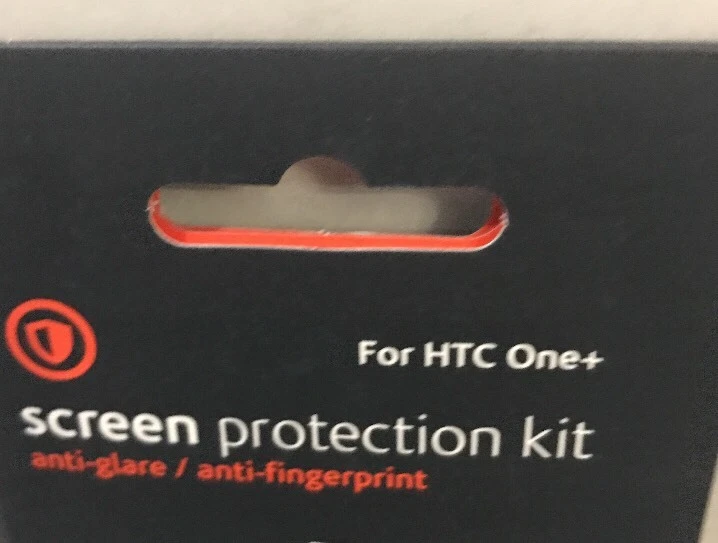 For HTC One+
screen protection kit
anti-glare / anti-fingerprint